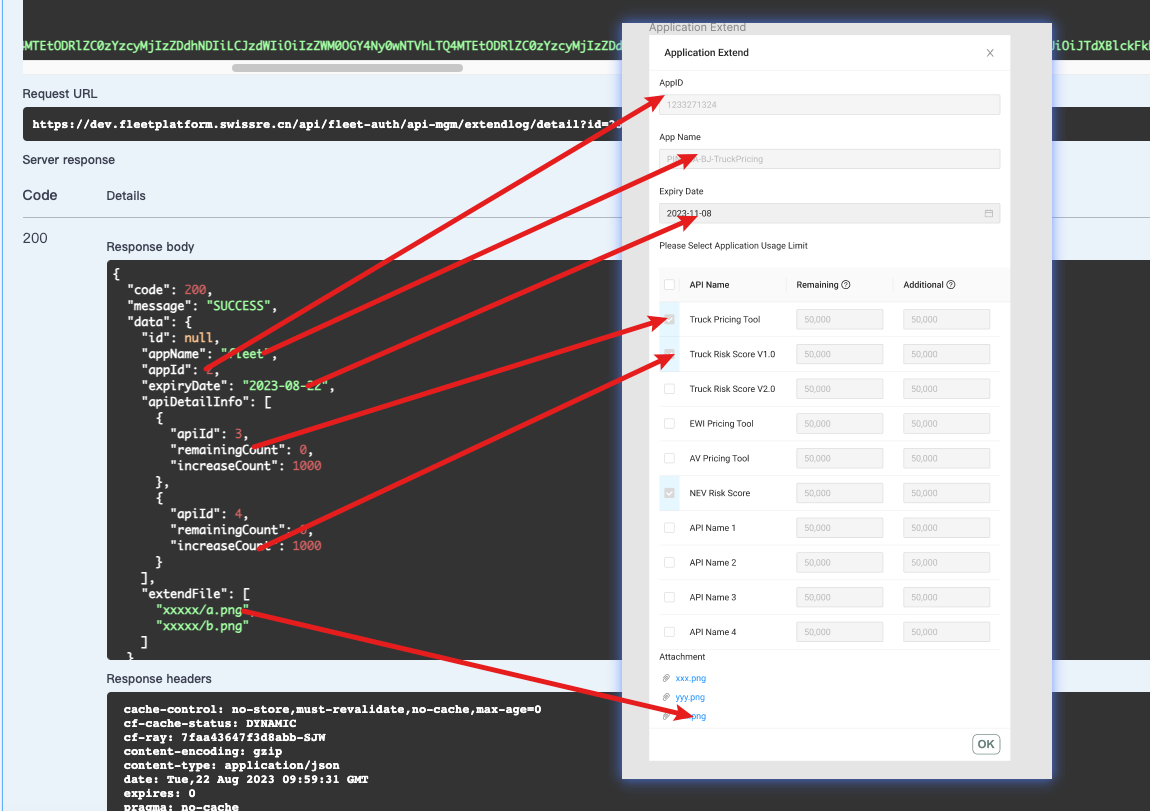 MTEtODRlZC0zYzcyMjIzZDdhNDIiLCJzdWIiOiIzZWM0OGY4Ny0wNTVhLTQ4MTEtODRlZC0zYzcyMjIzZDd
iOiJTdXBlckFk
Request URL
https://dev.fleetplatform.swissre.cn/api/fleet-auth/api-mgm/extendlog/detail?id=
Server response
Code
Details
200
Response body
{
"code": 200,
"message": "SUCCESS",
"data": {
"id": null,
"appName": "fleet",
"appId": 2,
"expiryDate": "2023-08-22",
"apiDetailInfo": [
{
"apiId": 3,
"remainingCount": 0,
"increaseCount": 1000
},
{
"apiId": 4,
"remainingCount": 0,
"increaseCount": 1000
}
],
"extendFile": [
"xxxxx/a.png",
"xxxxx/b.png"
]
}
Response headers
cache-control: no-store,must-revalidate,no-cache,max-age=0
cf-cache-status: DYNAMIC
cf-ray: 7faa43647f3d8abb-SJW
content-encoding: gzip
content-type: application/json
date: Tue,22 Aug 2023 09:59:31 GMT
expires: 0
pragma: no-cache
Application Extend
Application Extend
AppID
1233271324
App Name
-BJ-TruckPricing
Expiry Date
2023-11-08
Please Select Application Usage Limit
API Name Remaining Additional
Truck Pricing Tool 50,000 50,000
Truck Risk Score V1.0 50,000 50,000
Truck Risk Score V2.0 50,000 50,000
EWI Pricing Tool 50,000 50,000
AV Pricing Tool 50,000 50,000
NEV Risk Score 50,000 50,000
API Name 1 50,000 50,000
API Name 2 50,000 50,000
API Name 3 50,000 50,000
API Name 4 50,000 50,000
Attachment
xxx.png
yyy.png
.png
OK